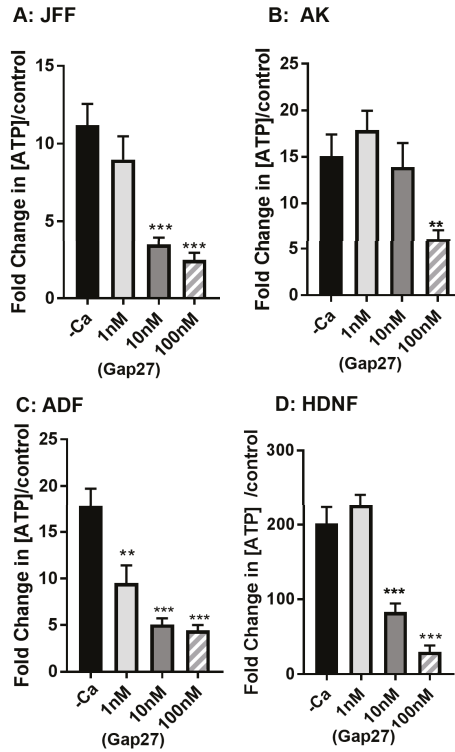 A: JFF
Fold Change in [ATP]/control
15
10
5
0
***
***
-Ca
1nM
10nM
100nM
(Gap27)
B: AK
Fold Change in [ATP]/control
25
20
15
10
5
0
**
-Ca
1nM
10nM
100nM
(Gap27)
C: ADF
Fold Change in [ATP]/control
25
20
15
10
5
0
**
***
***
-Ca
1nM
10nM
100nM
(Gap27)
D: HDNF
Fold Change in [ATP] /control
300
200
100
0
***
***
-Ca
1nM
10nM
100nM
(Gap27)